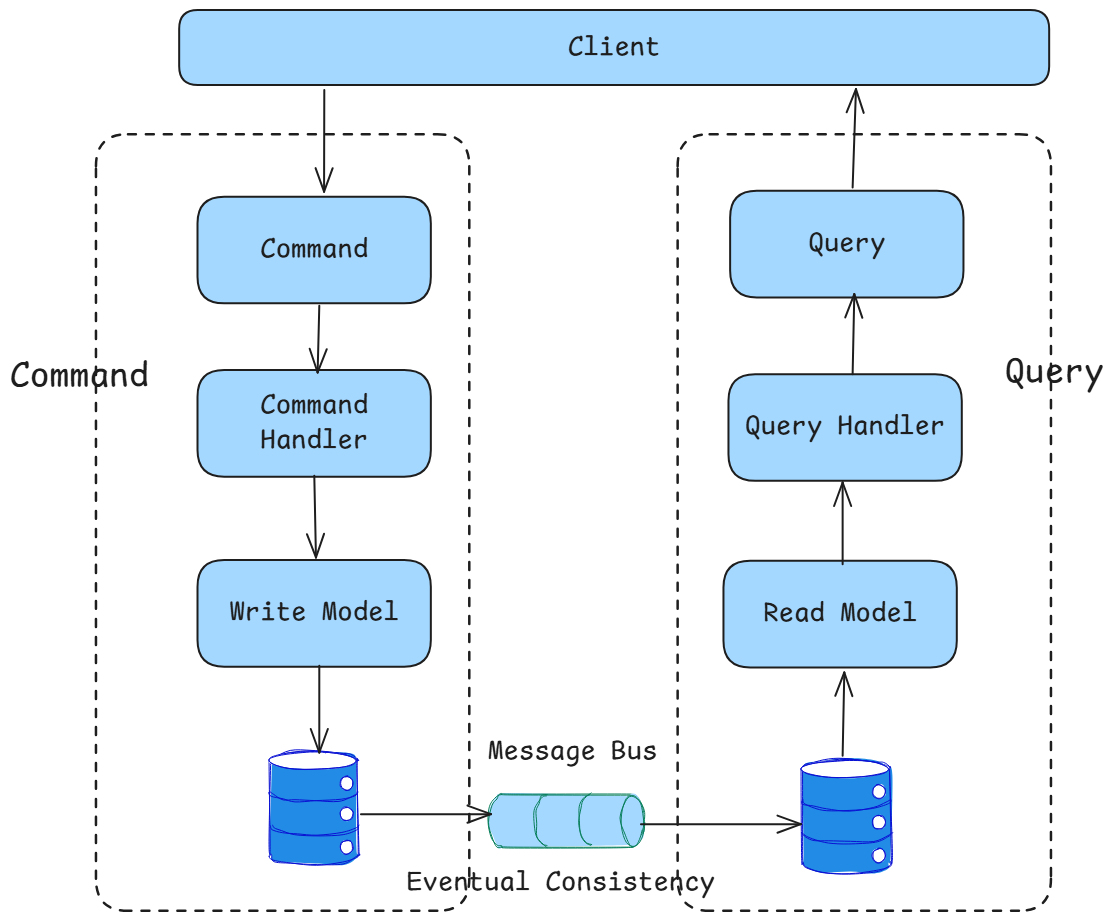 Client
Command
Query
Command
Query
Command
Handler
Query Handler
Write Model
Read Model
Message Bus
Eventual Consistency